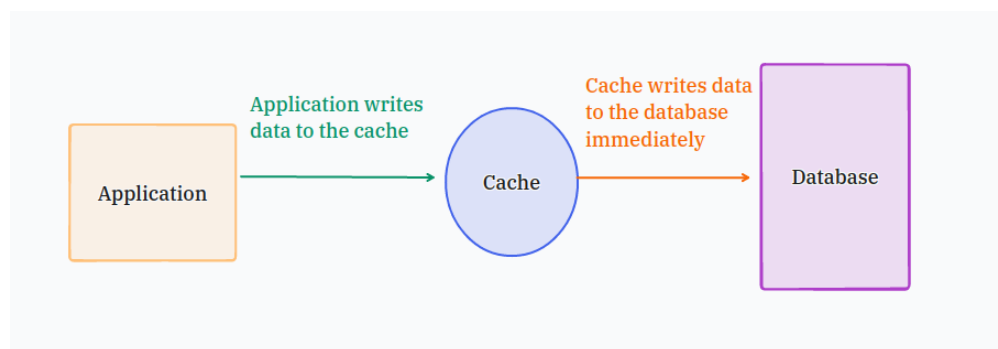 Application writes
data to the cache
Cache writes data
to the database
immediately
Application
Cache
Database